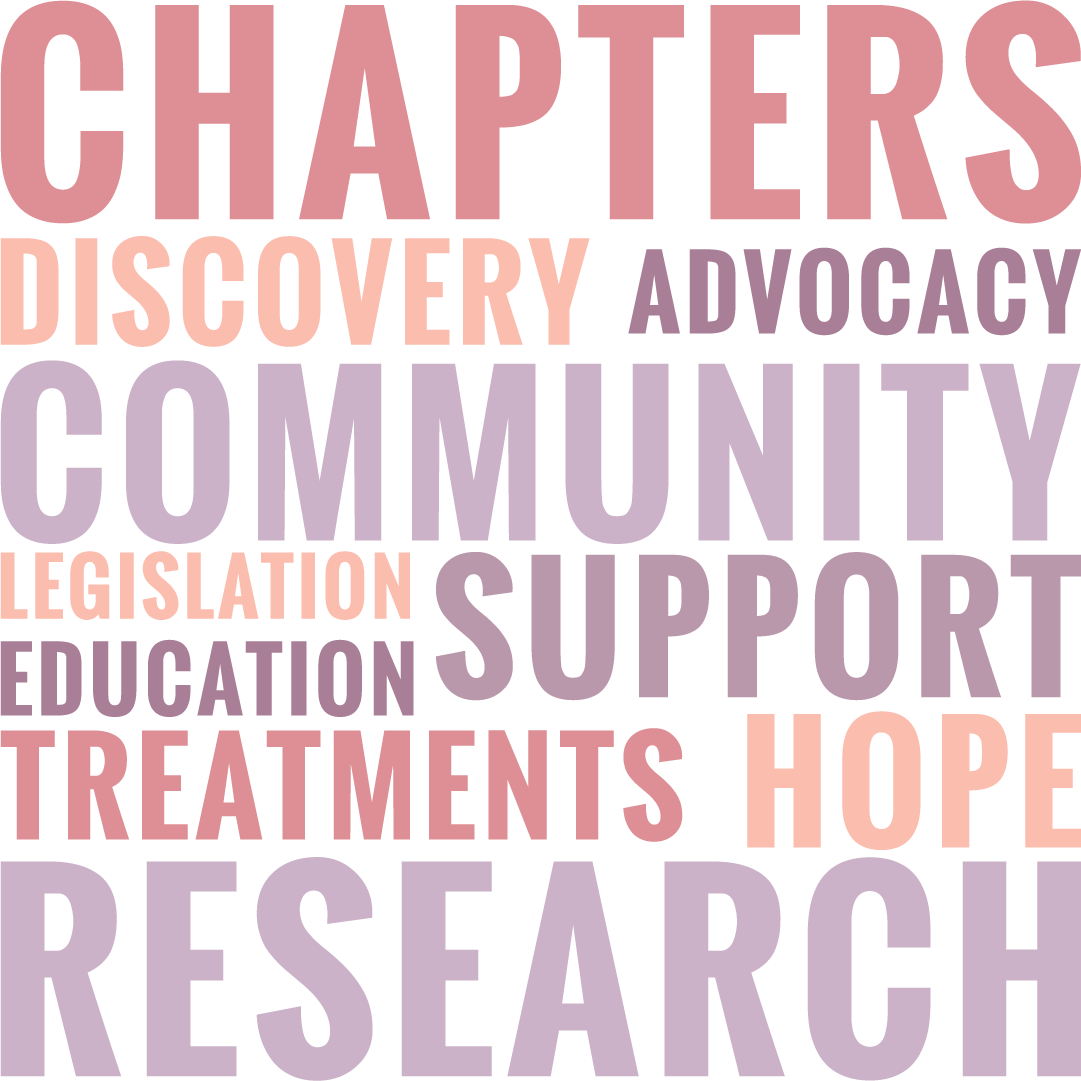 CHAPTERS
DISCOVERY ADVOCACY
COMMUNITY
LEGISLATION
SUPPORT
EDUCATION
TREATMENTS HOPE
RESEARCH